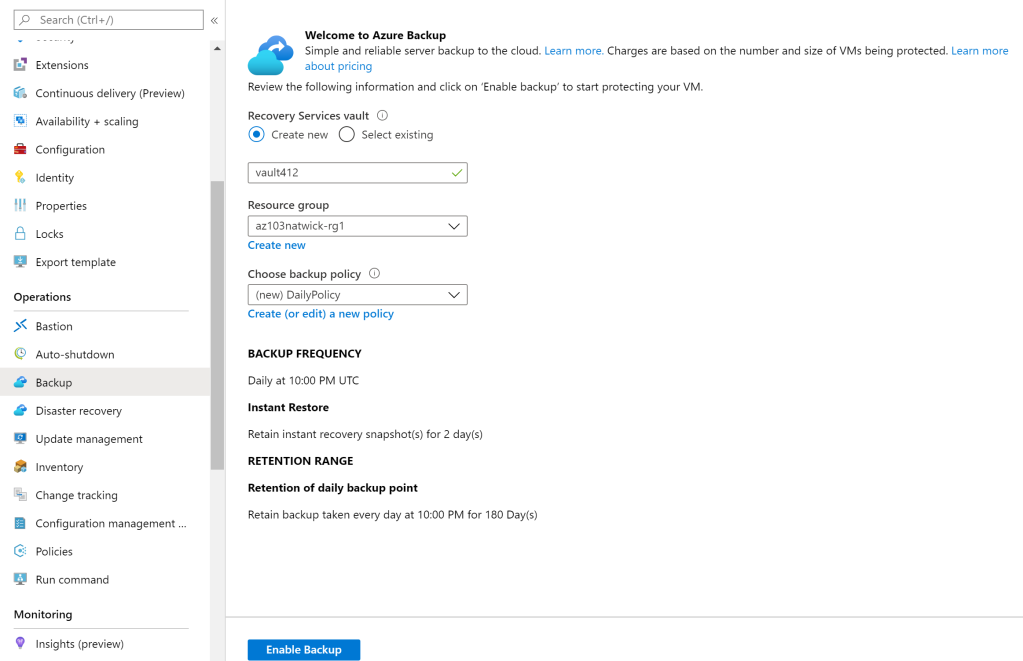 Search (Ctrl+/)
«
Extensions
Continuous delivery (Preview)
Availability + scaling
Configuration
Identity
Properties
Locks
Export template
Operations
Bastion
Auto-shutdown
Backup
Disaster recovery
Update management
Inventory
Change tracking
Configuration management ...
Policies
Run command
Monitoring
Insights (preview)
Welcome to Azure Backup
Simple and reliable server backup to the cloud. Learn more. Charges are based on the number and size of VMs being protected. Learn more
about pricing
Review the following information and click on 'Enable backup' to start protecting your VM.
Recovery Services vault
Create new Select existing
vault412
Resource group
az103natwick-rg1
Create new
Choose backup policy
(new) DailyPolicy
Create (or edit) a new policy
BACKUP FREQUENCY
Daily at 10:00 PM UTC
Instant Restore
Retain instant recovery snapshot(s) for 2 day(s)
RETENTION RANGE
Retention of daily backup point
Retain backup taken every day at 10:00 PM for 180 Day(s)
Enable Backup